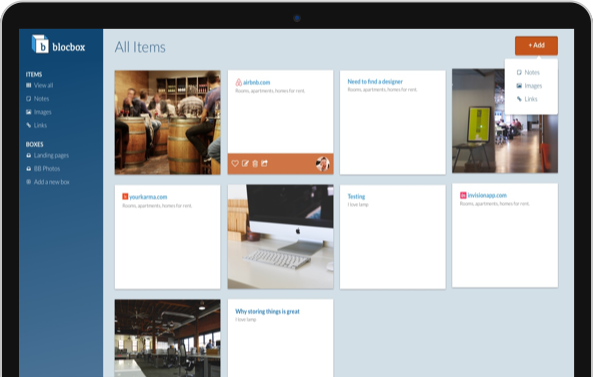 blocbox
All Items
+ Add
Notes
Images
Links
ITEMS
View all
Notes
Images
Links
BOXES
Landing pages
BB Photos
Add a new box
airbnb.com
Rooms, apartments, homes for rent.
Need to find a designer
Rooms, apartments, homes for rent.
yourkarma.com
Rooms, apartments, homes for rent.
Testing
I love lamp
invisionapp.com
Rooms, apartments, homes for rent.
Why storing things is great
I love lamp